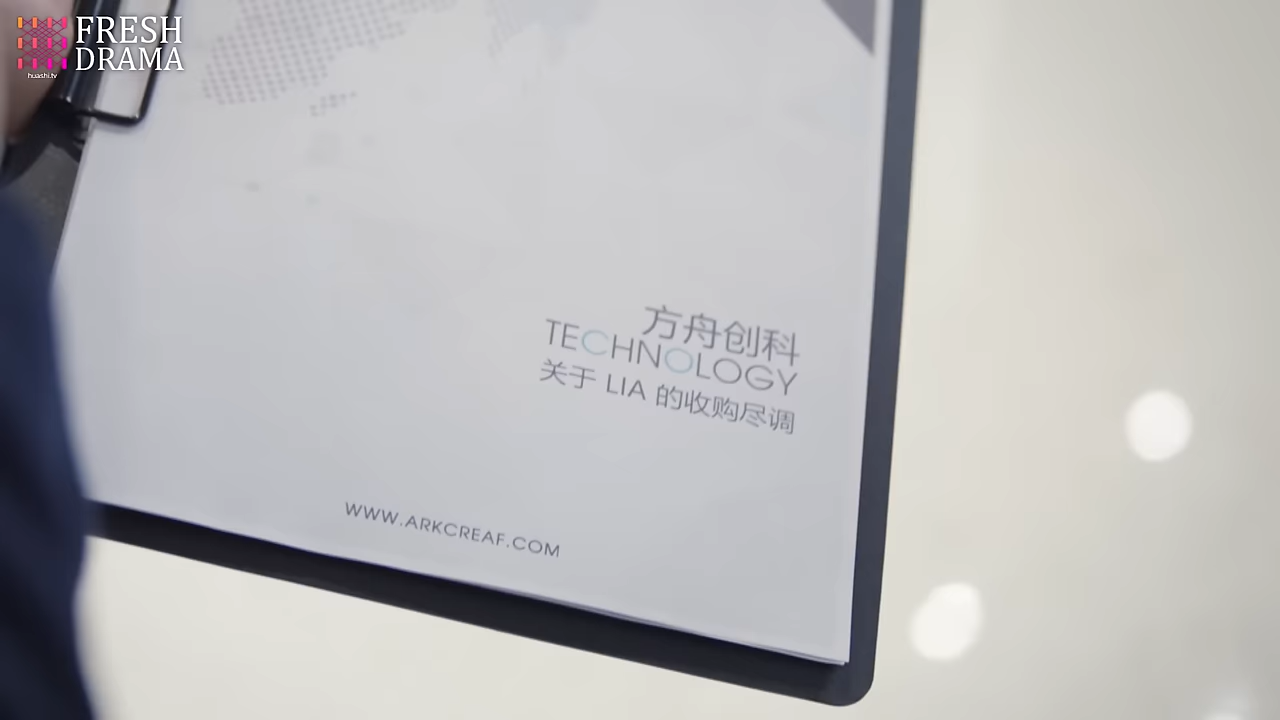 FRESH
DRAMA
huashi.tv
方舟创科
TECHNOLOGY
关于 LIA 的收购尽调
WWW.ARKCREAF.COM